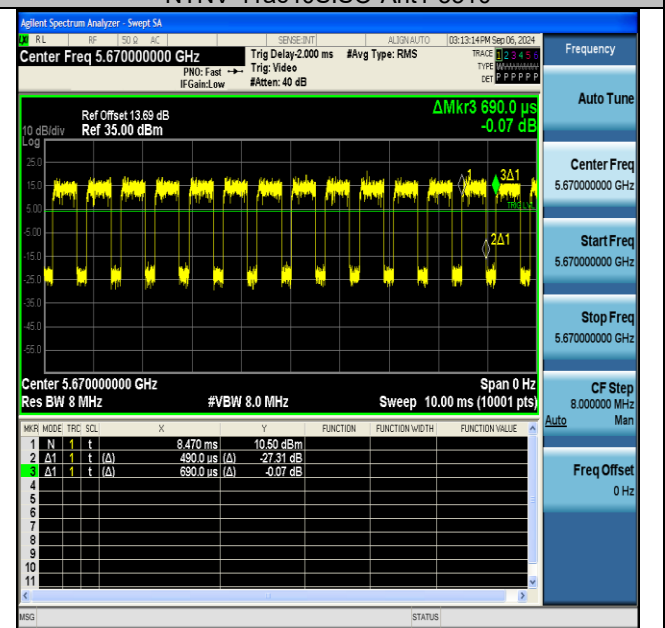 Agilent Spectrum Analyzer - Swept SA
RL RF 50 Ω AC SENSE:INT ALIGN AUTO 03:13:14 PM Sep 06, 2024
Center Freq 5.670000000 GHz
PNO: Fast
IFGain:Low
Trig Delay-2.000 ms
Trig: Video
#Atten: 40 dB
#Avg Type: RMS
TRACE 1 2 3 4 5 6
TYPE
DET P P P P P P
ΔMkr3 690.0 µs
-0.07 dB
Ref Offset 13.69 dB
10 dB/div Ref 35.00 dBm
Log
25.0
15.0
5.00
-5.00
-15.0
-25.0
-35.0
-45.0
-55.0
1
3Δ1
TRIG LVL
2Δ1
Center 5.670000000 GHz Span 0 Hz
Res BW 8 MHz #VBW 8.0 MHz Sweep 10.00 ms (10001 pts)
MKR MODE TRC SCL X Y FUNCTION FUNCTION WIDTH FUNCTION VALUE
1 N 1 t 8.470 ms 10.50 dBm
2 Δ1 1 t (Δ) 490.0 µs (Δ) -27.31 dB
3 Δ1 1 t (Δ) 690.0 µs (Δ) -0.07 dB
4
5
6
7
8
9
10
11
MSG STATUS
Frequency
Auto Tune
Center Freq
5.670000000 GHz
Start Freq
5.670000000 GHz
Stop Freq
5.670000000 GHz
CF Step
8.000000 MHz
Auto Man
Freq Offset
0 Hz